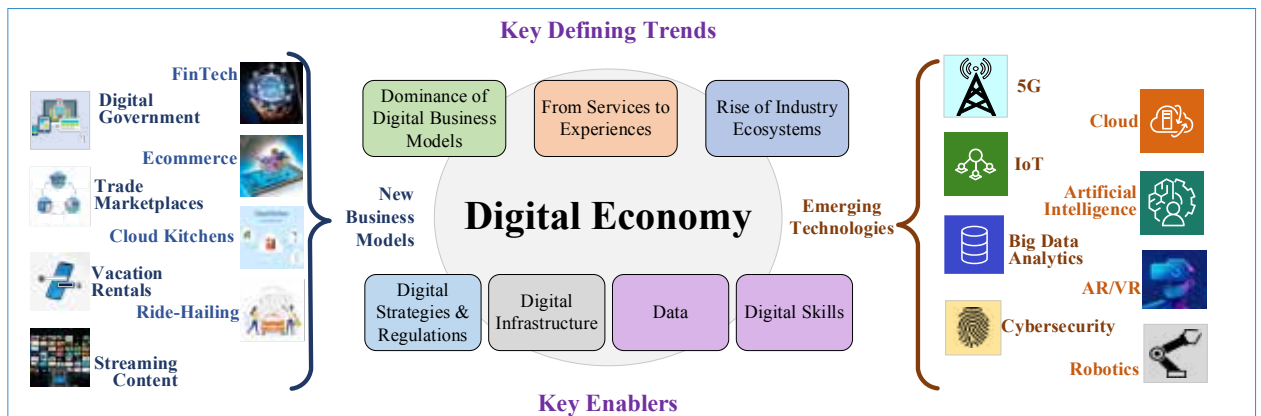 Key Defining Trends
FinTech
Digital
Government
Ecommerce
Trade
Marketplaces
Cloud Kitchens
Vacation
Rentals
Ride-Hailing
Streaming
Content
New
Business
Models
Dominance of
Digital Business
Models
From Services to
Experiences
Rise of Industry
Ecosystems
Digital Economy
Digital
Strategies &
Regulations
Digital
Infrastructure
Data
Digital Skills
Key Enablers
Emerging
Technologies
5G
Cloud
IoT
Artificial
Intelligence
Big Data
Analytics
AR/VR
Cybersecurity
Robotics